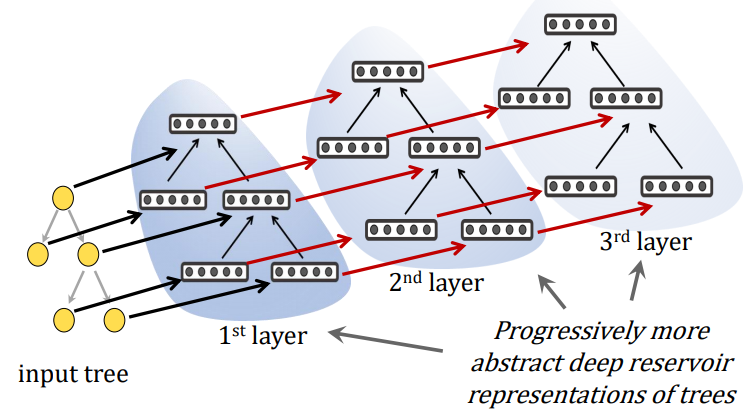 3rd layer
2nd layer
1st layer
input tree
Progressively more
abstract deep reservoir
representations of trees